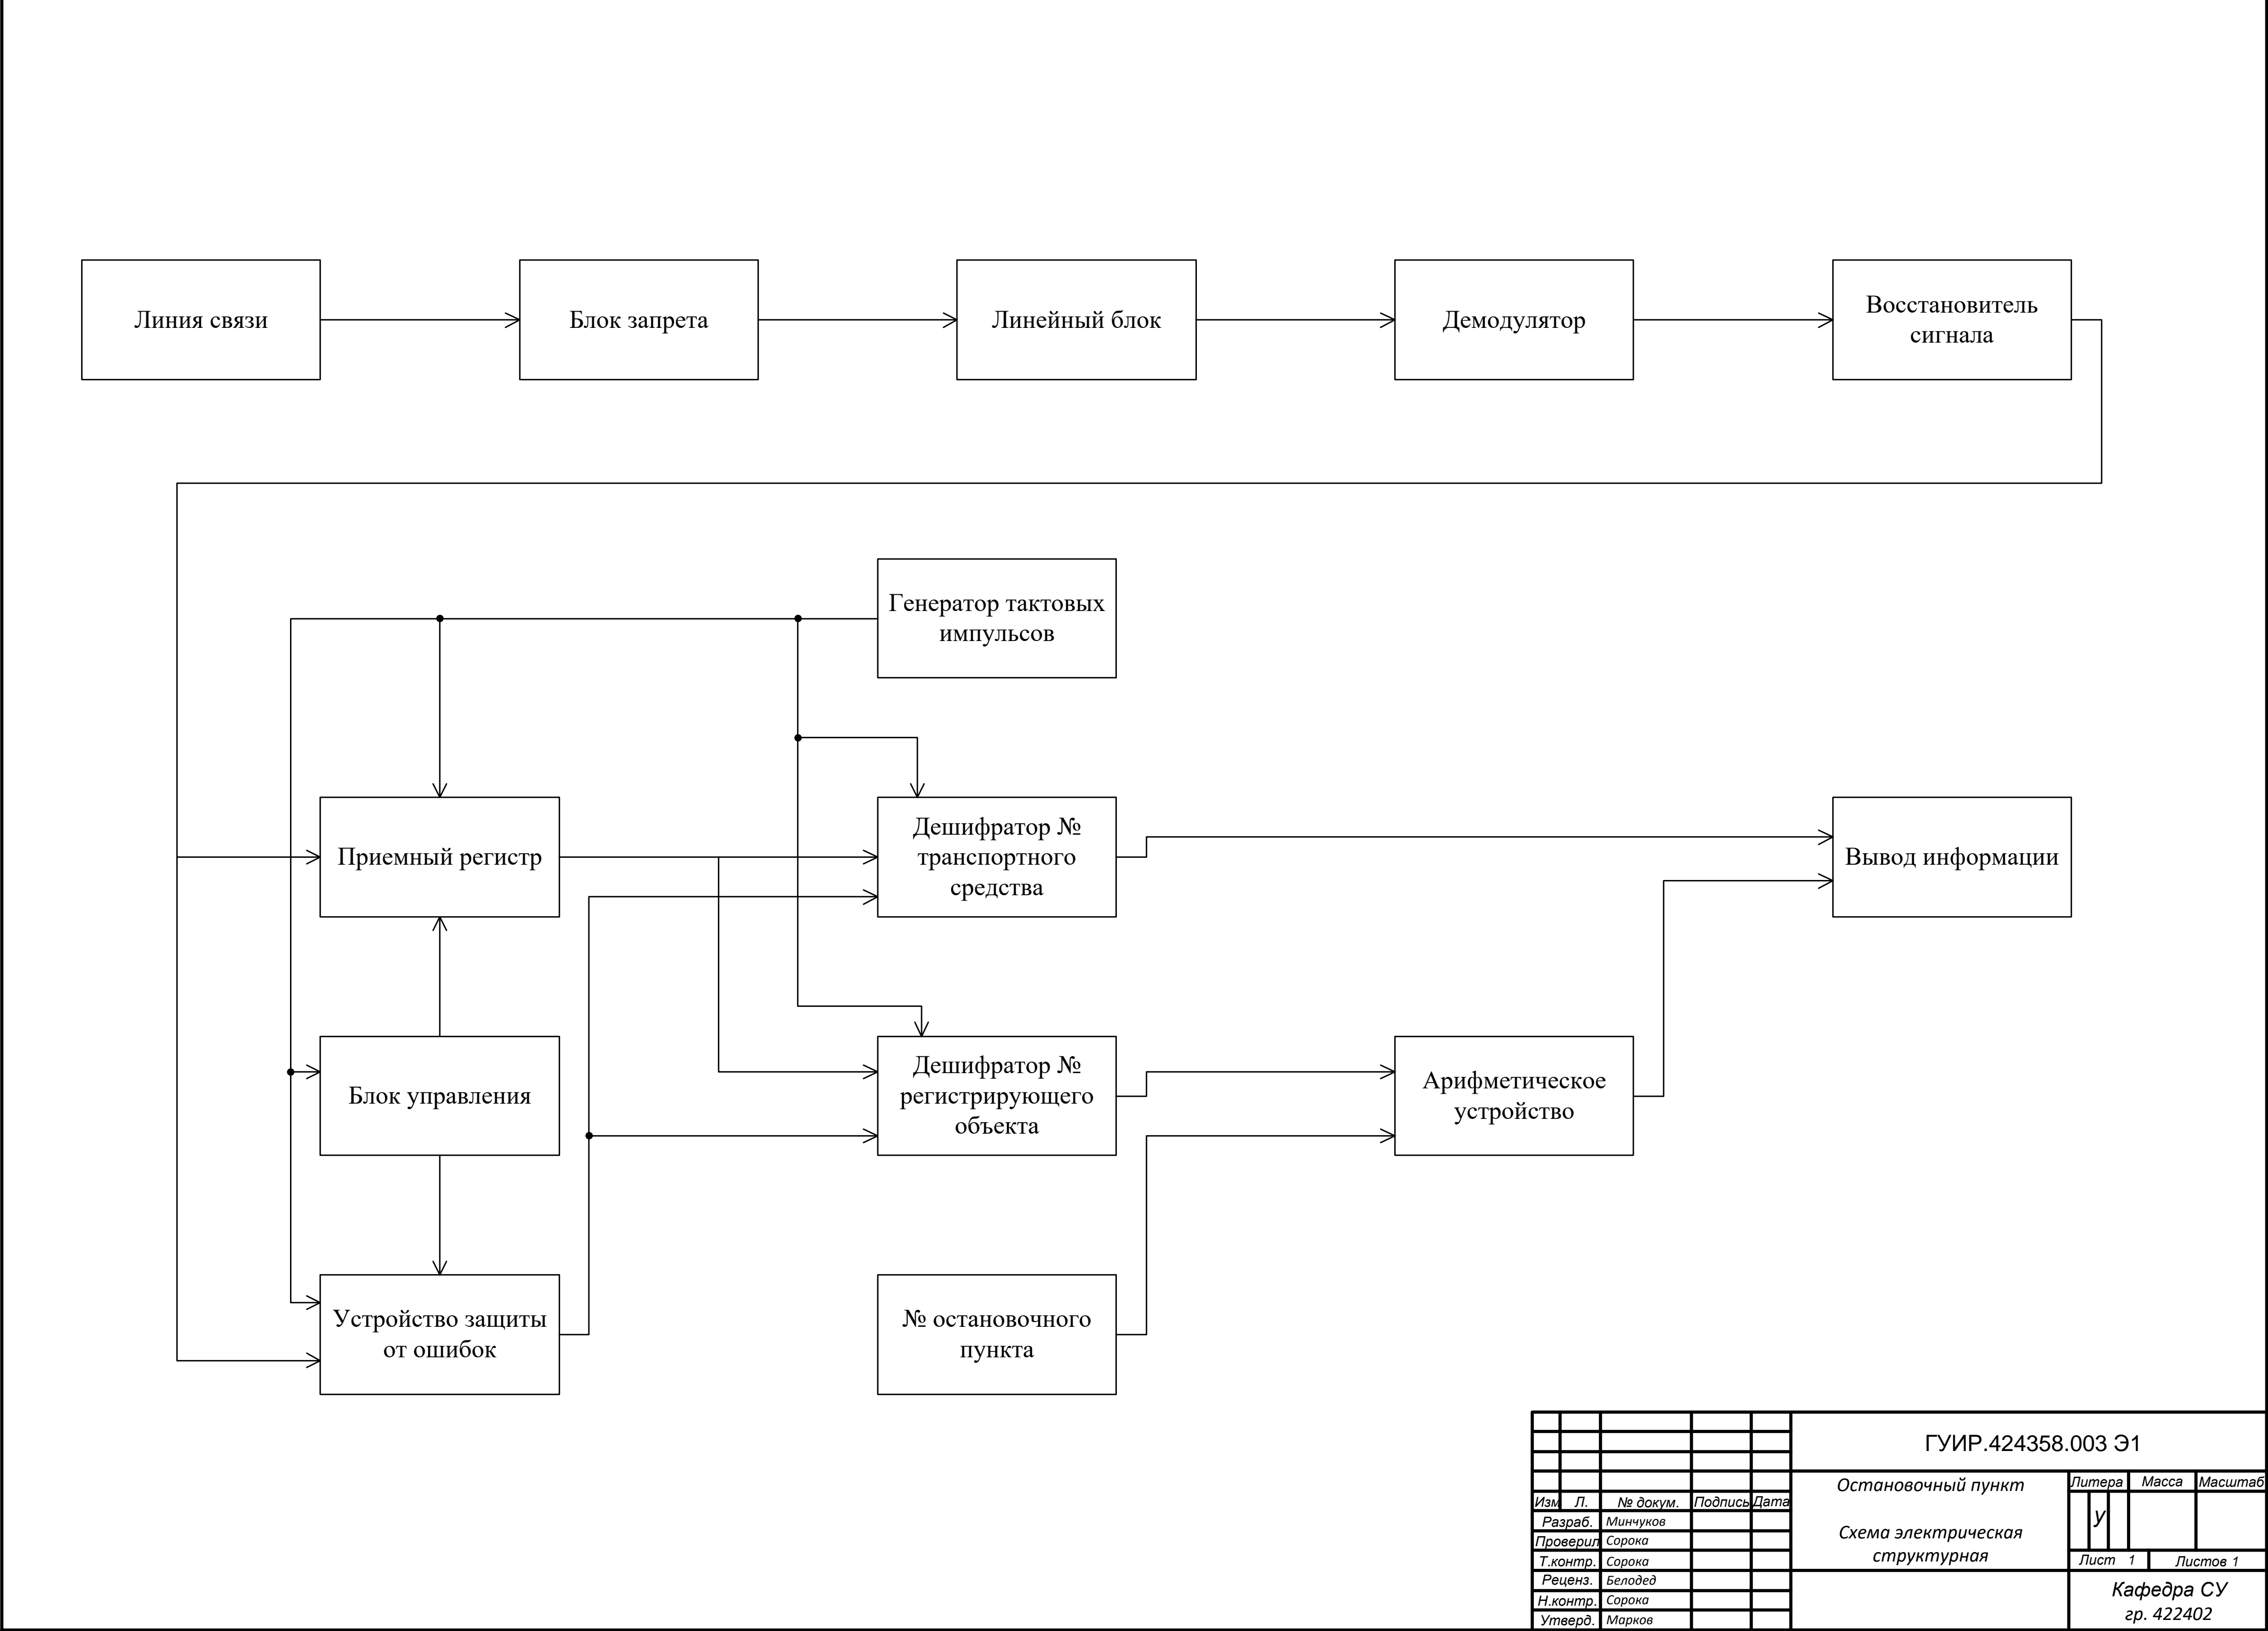 Линия связи
Блок запрета
Линейный блок
Демодулятор
Восстановитель
сигнала
Генератор тактовых
импульсов
Приемный регистр
Дешифратор №
транспортного
средства
Вывод информации
Блок управления
Дешифратор №
регистрирующего
объекта
Арифметическое
устройство
Устройство защиты
от ошибок
№ остановочного
пункта
ГУИР.424358.003 Э1
Остановочный пункт
Схема электрическая
структурная
Литера Масса Масштаб
У
Лист 1 Листов 1
Кафедра СУ
гр. 422402
Изм Л. № докум. Подпись Дата
Разраб. Минчуков
Проверил Сорока
Т.контр. Сорока
Реценз. Белодед
Н.контр. Сорока
Утверд. Марков